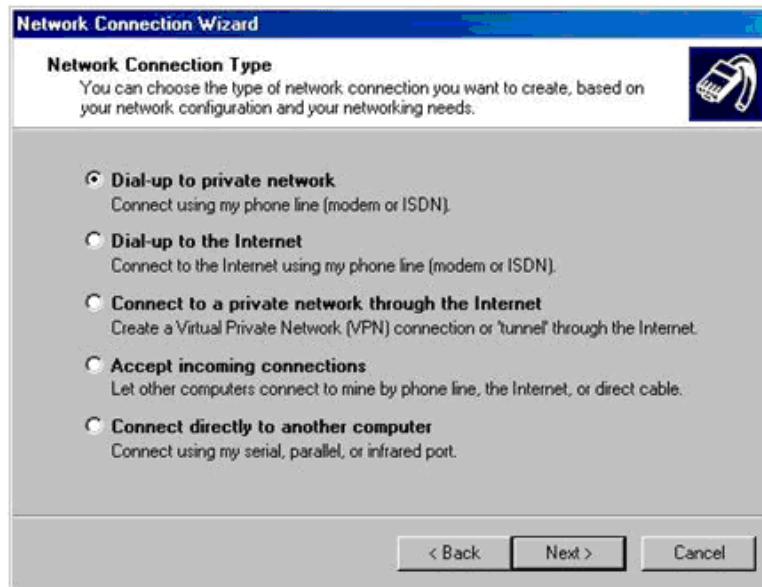 Network Connection Wizard
Network Connection Type
You can choose the type of network connection you want to create, based on
your network configuration and your networking needs.
Dial-up to private network
Connect using my phone line (modem or ISDN).
Dial-up to the Internet
Connect to the Internet using my phone line (modem or ISDN).
Connect to a private network through the Internet
Create a Virtual Private Network (VPN) connection or 'tunnel' through the Internet.
Accept incoming connections
Let other computers connect to mine by phone line, the Internet, or direct cable.
Connect directly to another computer
Connect using my serial, parallel, or infrared port.
< Back Next > Cancel